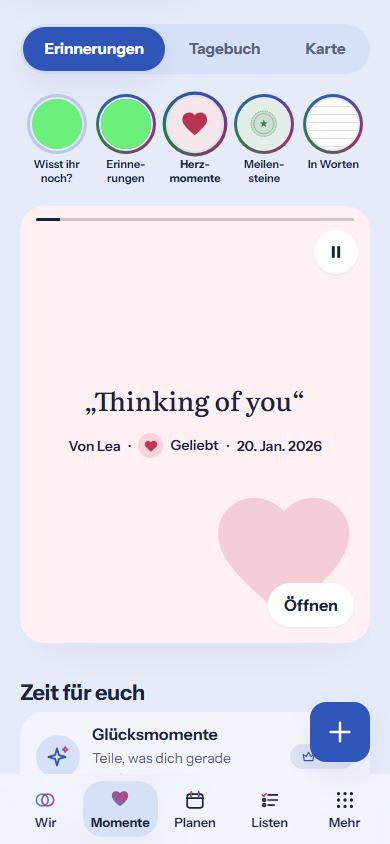 Erinnerungen Tagebuch Karte
Wisst ihr noch?
Erinne-
rungen
Herz-
momente
Meilen-
steine
In Worten
„Thinking of you“
Von Lea · Geliebt · 20. Jan. 2026
Öffnen
Zeit für euch
Glücksmomente
Teile, was dich gerade
Wir Momente Planen Listen Mehr